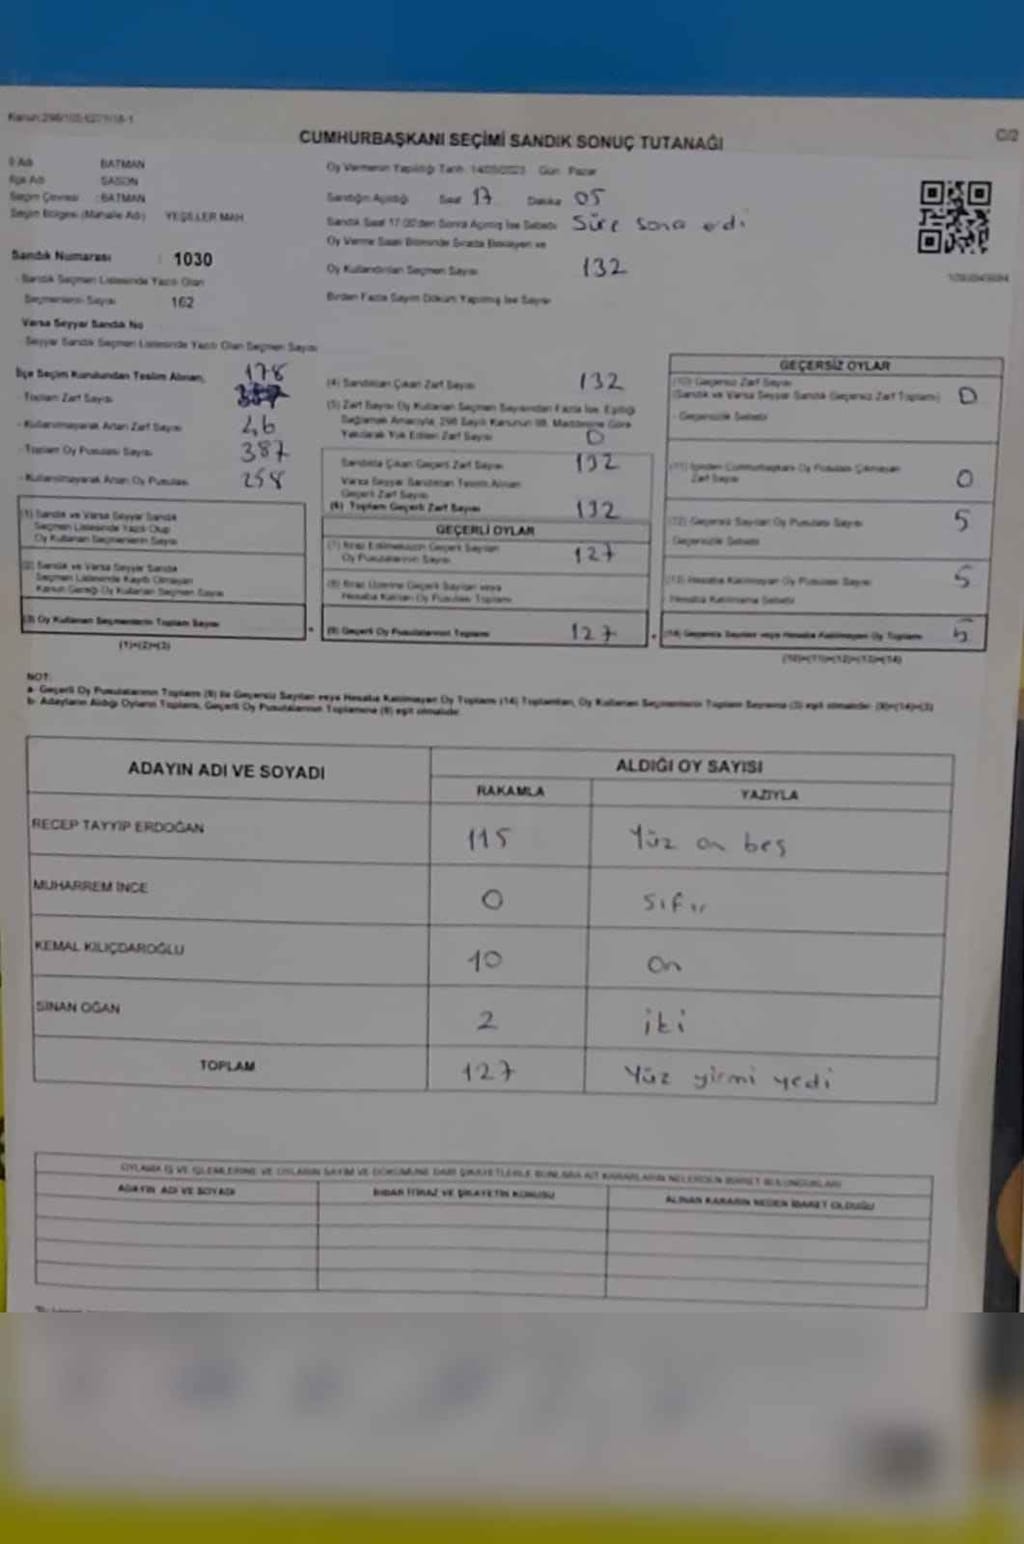 Kanun:298/105,6271/18-1
C/2
CUMHURBAŞKANI SEÇİMİ SANDIK SONUÇ TUTANAĞI
İl Adı BATMAN
İlçe Adı SASON
Seçim Çevresi : BATMAN
Seçim Bölgesi (Mahalle Adı) YEŞİLLER MAH.
Sandık Numarası : 1030
- Sandık Seçmen Listesinde Yazılı Olan
Seçmenlerin Sayısı 162
Varsa Seyyar Sandık No
- Seyyar Sandık Seçmen Listesinde Yazılı Olan Seçmen Sayısı
Oy Vermenin Yapıldığı Tarih 14/05/2023 Gün Pazar
Sandığın Açıldığı Saat 17 Dakika 05
Sandık Saat 17:00'den Sonra Açılmış İse Sebebi Süre sona erdi
Oy Verme Saati Bitiminde Sırada Bekleyen ve
Oy Kullandırılan Seçmen Sayısı 132
Birden Fazla Sayım Döküm Yapılmış İse Sayısı
İlçe Seçim Kurulundan Teslim Alınan; 178
- Toplam Zarf Sayısı
- Kullanılmayarak Artan Zarf Sayısı 46
- Toplam Oy Pusulası Sayısı 387
- Kullanılmayarak Artan Oy Pusulası 258
(1) Sandık ve Varsa Seyyar Sandık
Seçmen Listesinde Yazılı Olup
Oy Kullanan Seçmenlerin Sayısı
(2) Sandık ve Varsa Seyyar Sandık
Seçmen Listesinde Kayıtlı Olmayan
Kanun Gereği Oy Kullanan Seçmen Sayısı
(3) Oy Kullanan Seçmenlerin Toplam Sayısı
(1)+(2)=(3)
(4) Sandıktan Çıkan Zarf Sayısı 132
(5) Zarf Sayısı Oy Kullanan Seçmen Sayısından Fazla İse, Eşitliği
Sağlamak Amacıyla, 298 Sayılı Kanunun 98. Maddesine Göre
Yakılarak Yok Edilen Zarf Sayısı 0
Sandıkta Çıkan Geçerli Zarf Sayısı 132
Varsa Seyyar Sandıktan Teslim Alınan
Geçerli Zarf Sayısı
(6) Toplam Geçerli Zarf Sayısı 132
GEÇERLİ OYLAR
(7) İtiraz Edilmeksizin Geçerli Sayılan
Oy Pusulalarının Sayısı 127
(8) İtiraz Üzerine Geçerli Sayılan veya
Hesaba Katılan Oy Pusulası Toplamı
(9) Geçerli Oy Pusulalarının Toplamı 127
GEÇERSİZ OYLAR
(10) Geçersiz Zarf Sayısı
(Sandık ve Varsa Seyyar Sandık Geçersiz Zarf Toplamı) 0
- Geçersizlik Sebebi
(11) İçinden Cumhurbaşkanı Oy Pusulası Çıkmayan
Zarf Sayısı 0
(12) Geçersiz Sayılan Oy Pusulası Sayısı 5
Geçersizlik Sebebi
(13) Hesaba Katılmayan Oy Pusulası Sayısı 5
Hesaba Katılmama Sebebi
(14) Geçersiz Sayılan veya Hesaba Katılmayan Oy Toplamı 5
(10)+(11)+(12)+(13)=(14)
NOT:
a- Geçerli Oy Pusulalarının Toplamı (9) ile Geçersiz Sayılan veya Hesaba Katılmayan Oy Toplamı (14) Toplamları, Oy Kullanan Seçmenlerin Toplam Sayısına (3) eşit olmalıdır. (9)+(14)=(3)
b- Adayların Aldığı Oyların Toplamı, Geçerli Oy Pusulalarının Toplamına (9) eşit olmalıdır.
ADAYIN ADI VE SOYADI ALDIĞI OY SAYISI
RAKAMLA YAZIYLA
RECEP TAYYİP ERDOĞAN 115 Yüz on beş
MUHARREM İNCE 0 sıfır
KEMAL KILIÇDAROĞLU 10 On
SİNAN OĞAN 2 iki
TOPLAM 127 Yüz yirmi yedi
OYLAMA İŞ VE İŞLEMLERİNE VE OYLARIN SAYIM VE DÖKÜMÜNE DAİR ŞİKAYETLERLE BUNLARA AİT KARARLARIN NELERDEN İBARET BULUNDUKLARI
ADAYIN ADI VE SOYADI İHBAR İTİRAZ VE ŞİKAYETİN KONUSU ALINAN KARARIN NEDEN İBARET OLDUĞU